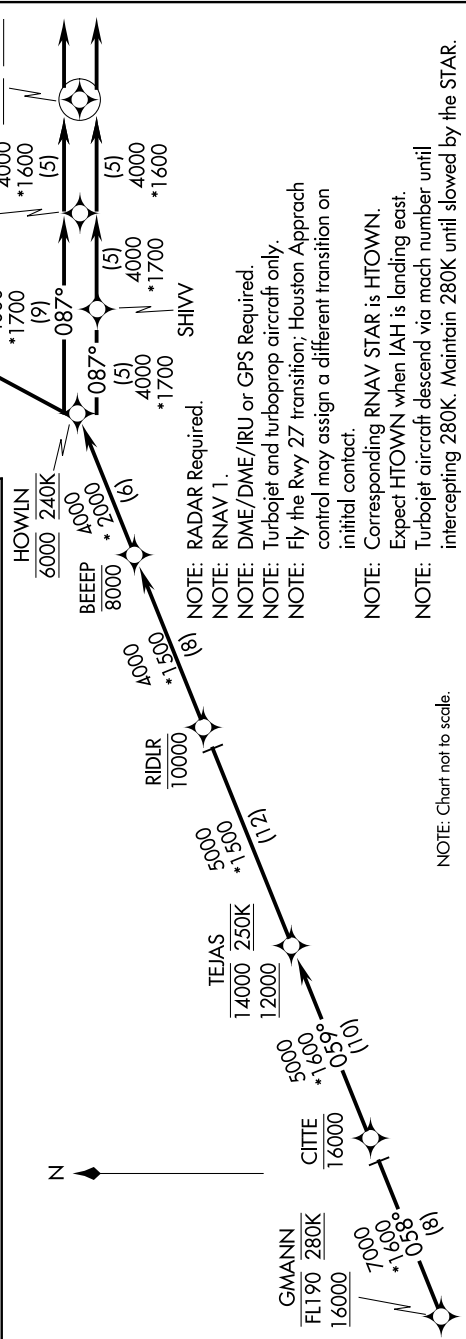 N
GMANN
FL190 280K
16000
7000
*1600
058°
(8)
CITTE
16000
5000
*1600
059°
(10)
TEJAS
14000 250K
12000
5000
*1500
(12)
RIDLR
10000
4000
*1500
(8)
BEEEP
8000
4000
*2000
(6)
HOWLN
6000 240K
*1700
(9)
087°
087°
(5)
4000
*1700
SHIVV
(5)
4000
*1700
4000
*1600
(5)
(5)
4000
*1600
NOTE: RADAR Required.
NOTE: RNAV 1.
NOTE: DME/DME/IRU or GPS Required.
NOTE: Turbojet and turboprop aircraft only.
NOTE: Fly the Rwy 27 transition; Houston Apprach
control may assign a different transition on
initital contact.
NOTE: Corresponding RNAV STAR is HTOWN.
Expect HTOWN when IAH is landing east.
NOTE: Turbojet aircraft descend via mach number until
intercepting 280K. Maintain 280K until slowed by the STAR.
NOTE: Chart not to scale.